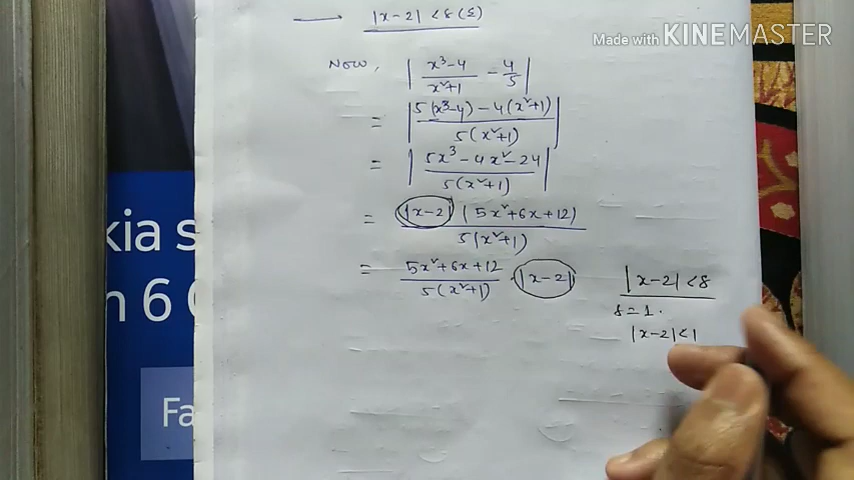 Made with KINEMASTER
|x-2| < δ (ε)
Now, | x³-4 / x²+1 - 4/5 |
= | 5(x³-4) - 4(x²+1) / 5(x²+1) |
= | 5x³ - 4x² - 24 / 5(x²+1) |
= |x-2| (5x²+6x+12) / 5(x²+1)
= 5x²+6x+12 / 5(x²+1) · |x-2|
|x-2| < δ
δ = 1.
|x-2| < 1
kia s
n 6 (
Fa